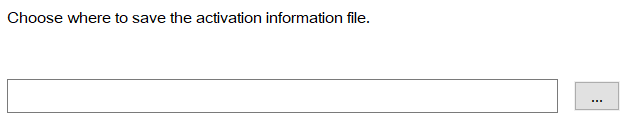 Choose where to save the activation information file.
...